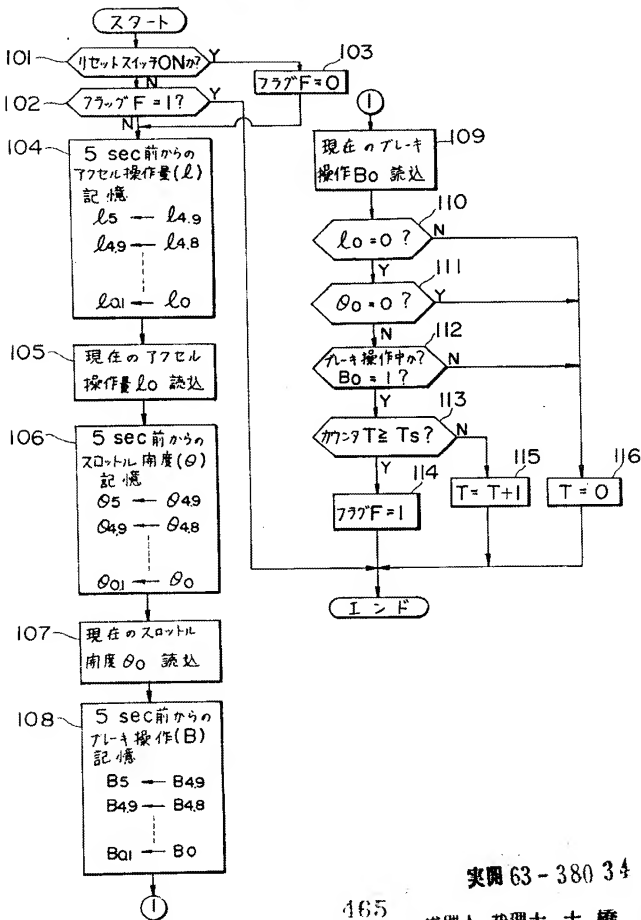 スタート
101
リセットスイッチONか?
Y
103
N
フラグF=0
102
フラッグF=1?
Y
N
104
5 sec前からの
アクセル操作量(l)
記憶
l5 ← l4.9
l4.9 ← l4.8
l0.1 ← l0
105
現在のアクセル
操作量l0 読込
106
5 sec前からの
スロットル開度(θ)
記憶
θ5 ← θ4.9
θ4.9 ← θ4.8
θ0.1 ← θ0
107
現在のスロットル
開度θ0 読込
108
5 sec前からの
ブレーキ操作(B)
記憶
B5 ← B4.9
B4.9 ← B4.8
B0.1 ← B0
1
1
109
現在のブレーキ
操作B0 読込
110
l0=0?
N
Y
111
θ0=0?
Y
N
112
ブレーキ操作中か?
B0=1?
N
Y
113
カウンタT≧Ts?
N
Y
114
フラグF=1
115
T=T+1
116
T=0
エンド
465
実開63-38034